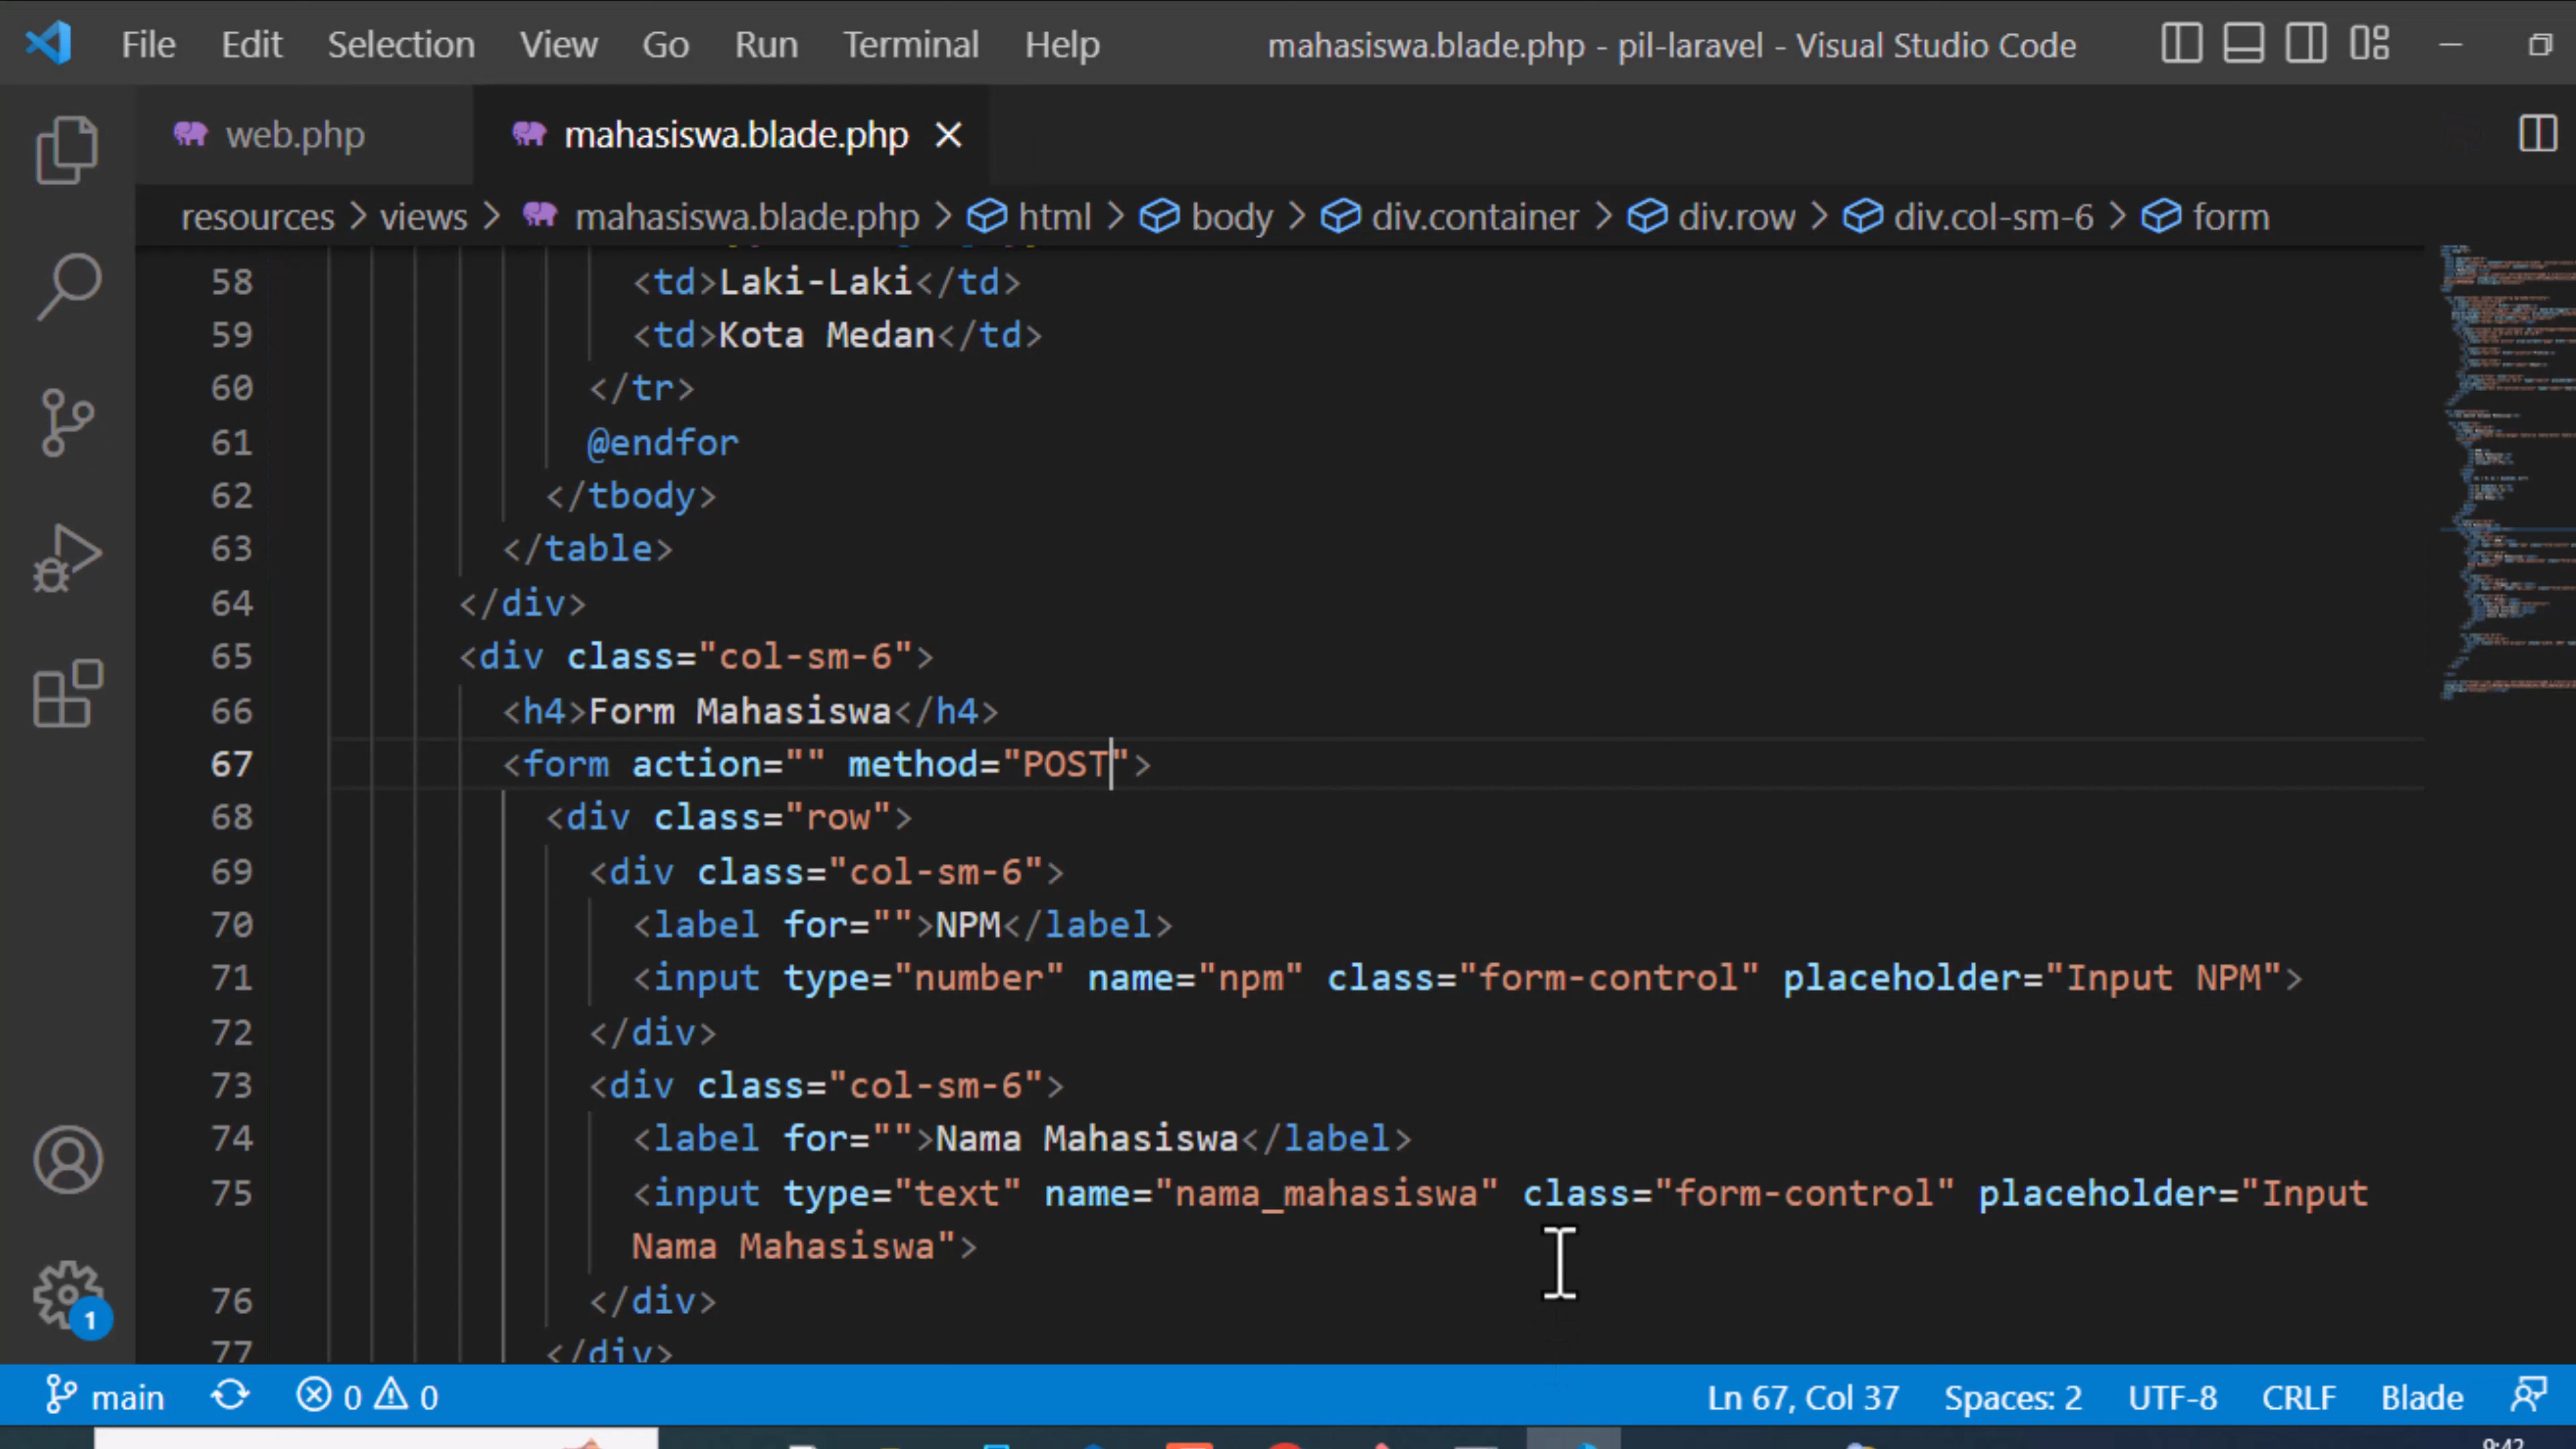 File Edit Selection View Go Run Terminal Help mahasiswa.blade.php - pil-laravel - Visual Studio Code
web.php mahasiswa.blade.php
resources > views > mahasiswa.blade.php > html > body > div.container > div.row > div.col-sm-6 > form
58 <td>Laki-Laki</td>
59 <td>Kota Medan</td>
60 </tr>
61 @endfor
62 </tbody>
63 </table>
64 </div>
65 <div class="col-sm-6">
66 <h4>Form Mahasiswa</h4>
67 <form action="" method="POST">
68 <div class="row">
69 <div class="col-sm-6">
70 <label for="">NPM</label>
71 <input type="number" name="npm" class="form-control" placeholder="Input NPM">
72 </div>
73 <div class="col-sm-6">
74 <label for="">Nama Mahasiswa</label>
75 <input type="text" name="nama_mahasiswa" class="form-control" placeholder="Input
Nama Mahasiswa">
76 </div>
77 </div>
1
main 0 0 Ln 67, Col 37 Spaces: 2 UTF-8 CRLF Blade
9:42